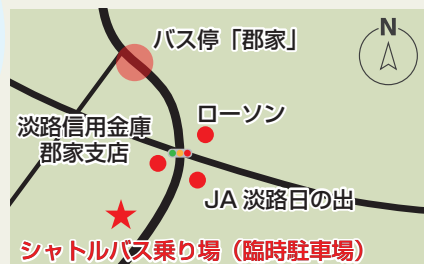 バス停「郡家」
N
ローソン
淡路信用金庫
郡家支店
JA 淡路日の出
シャトルバス乗り場（臨時駐車場）